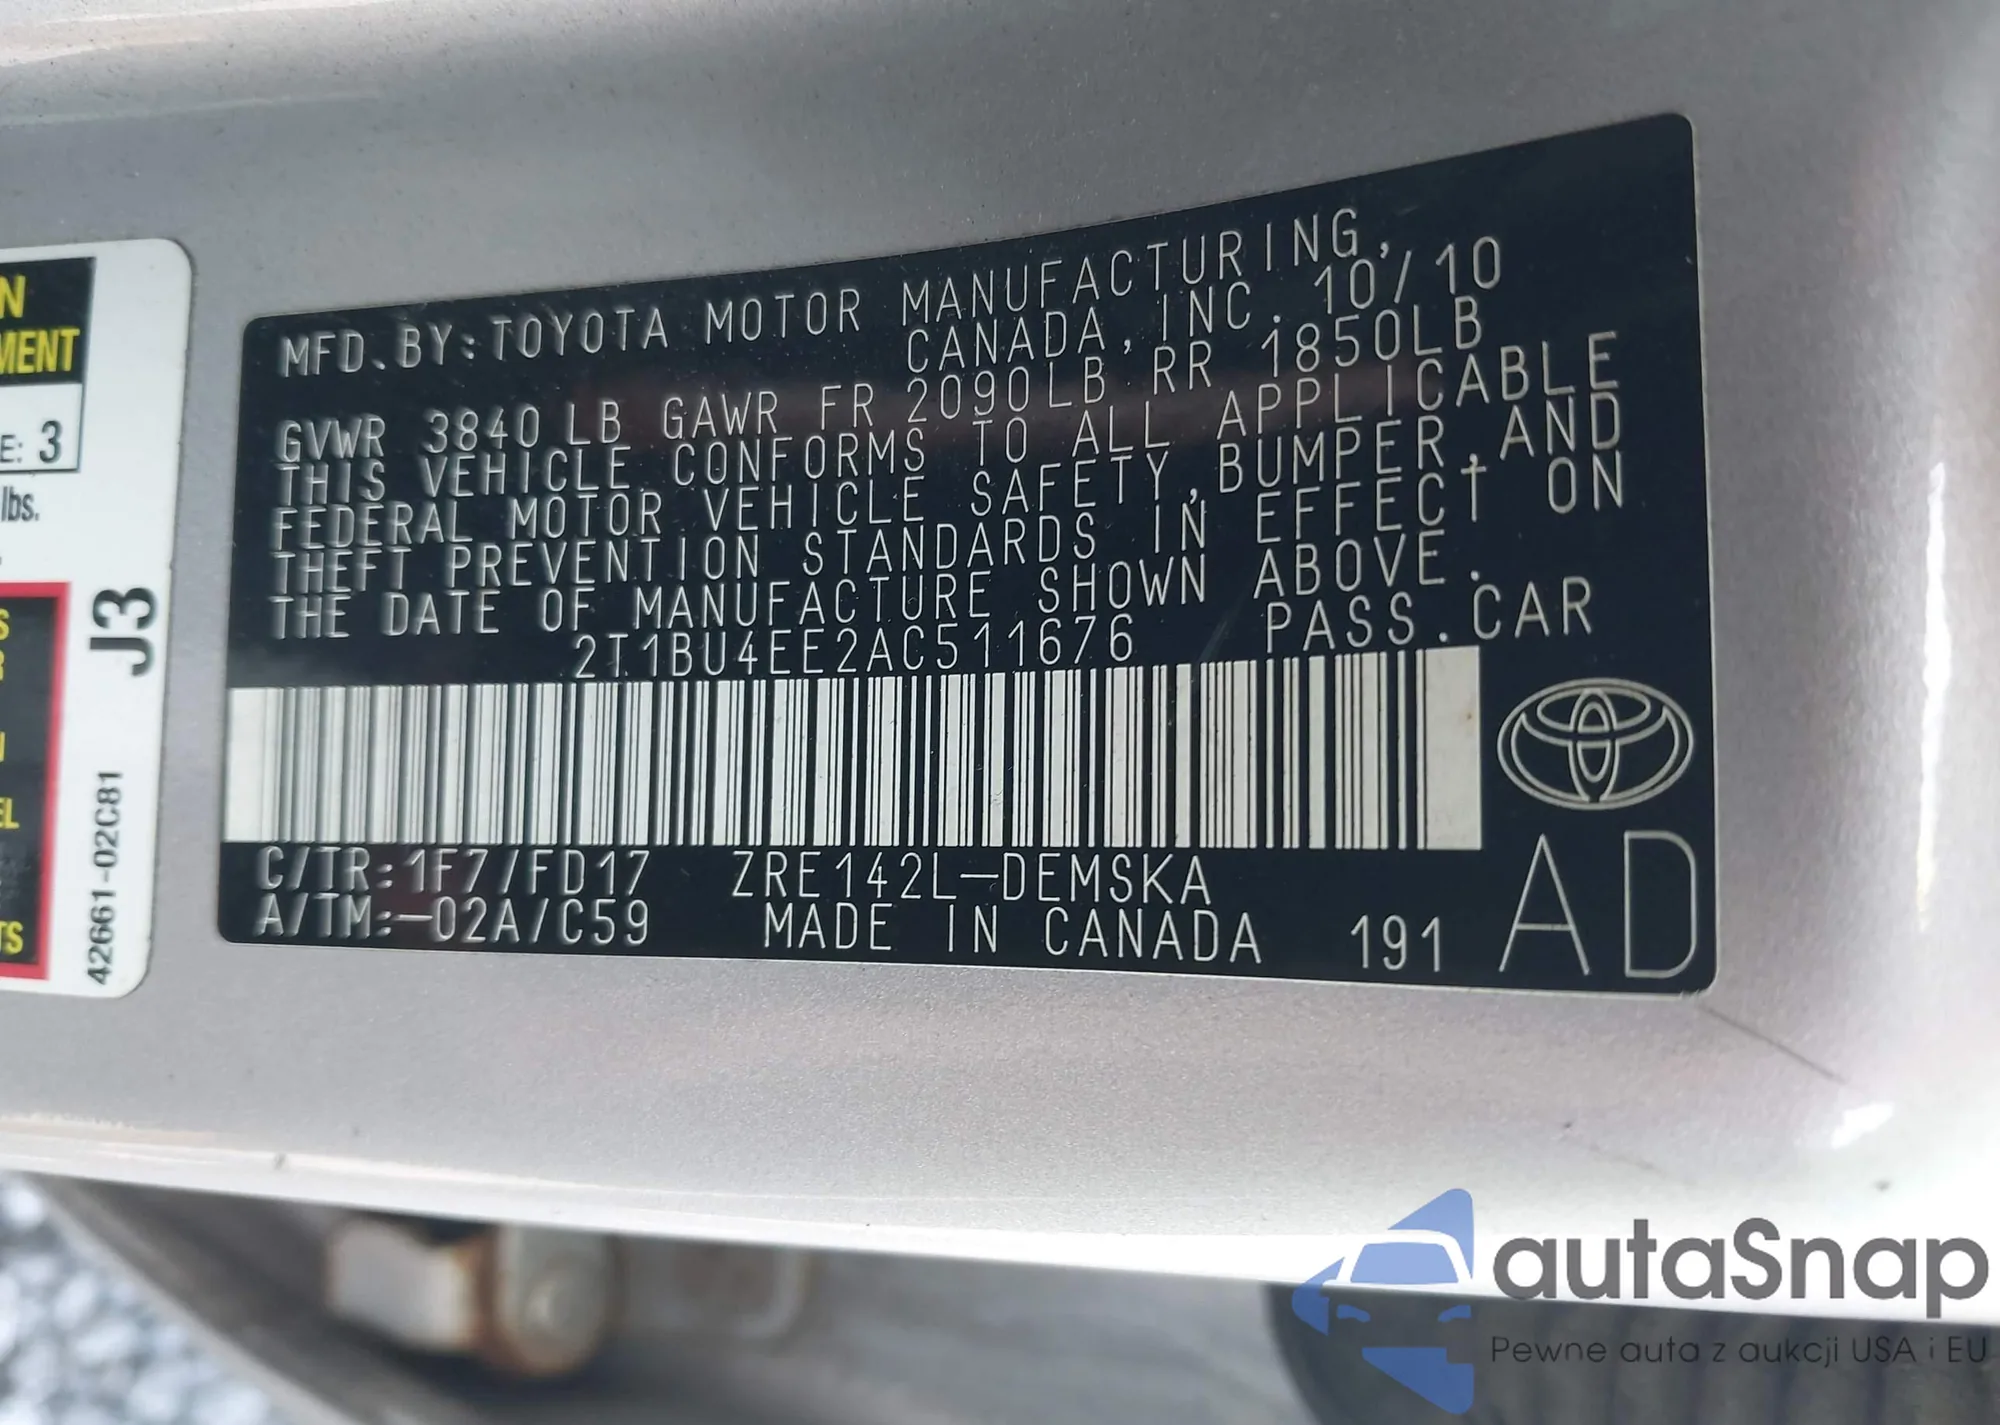 N
MENT
E: 3
lbs.
J3
42661-02C81
MFD.BY:TOYOTA MOTOR MANUFACTURING,
CANADA, INC. 10/10
GVWR 3840 LB GAWR FR 2090LB RR 1850LB
THIS VEHICLE CONFORMS TO ALL APPLICABLE
FEDERAL MOTOR VEHICLE SAFETY, BUMPER, AND
THEFT PREVENTION STANDARDS IN EFFECT ON
THE DATE OF MANUFACTURE SHOWN ABOVE.
2T1BU4EE2AC511676 PASS.CAR
C/TR:1F7/FD17 ZRE142L-DEMSKA
A/TM:-02A/C59 MADE IN CANADA 191
AD
autaSnap
Pewne auta z aukcji USA i EU